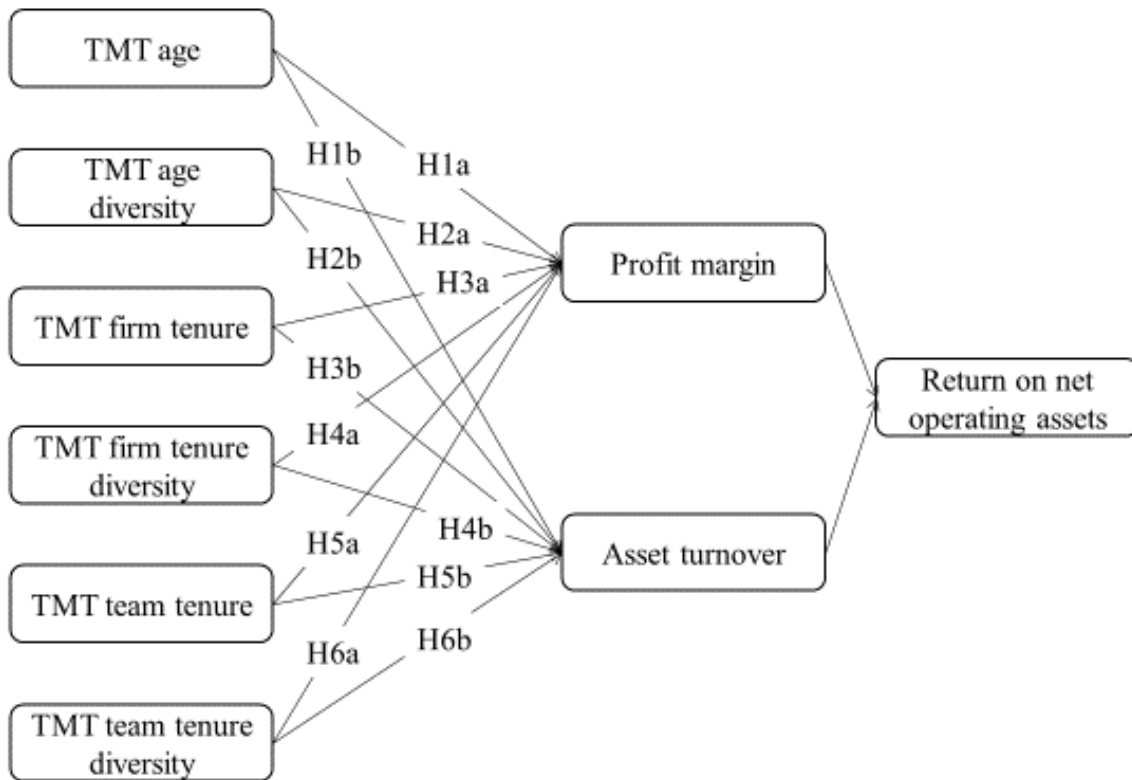 TMT age
H1b
H1a
TMT age
diversity
H2a
H2b
Profit margin
H3a
TMT firm tenure
H3b
Return on net
operating assets
H4a
TMT firm tenure
diversity
H4b
H5a
Asset turnover
H5b
TMT team tenure
H6b
H6a
TMT team tenure
diversity